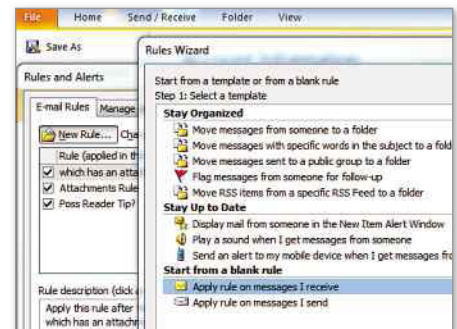 File Home Send / Receive Folder View
Save As
Rules Wizard
Rules and Alerts
Start from a template or from a blank rule
Step 1: Select a template
E-mail Rules Manage
Stay Organized
Move messages from someone to a folder
New Rule... Cha
Move messages with specific words in the subject to a fold
Move messages sent to a public group to a folder
Rule (applied in th
Flag messages from someone for follow-up
which has an atta
Move RSS items from a specific RSS Feed to a folder
Attachments Rule
Stay Up to Date
Poss Reader Tip?
Display mail from someone in the New Item Alert Window
Play a sound when I get messages from someone
Send an alert to my mobile device when I get messages fro
Start from a blank rule
Rule description (click
Apply rule on messages I receive
Apply this rule after
Apply rule on messages I send
which has an attachm